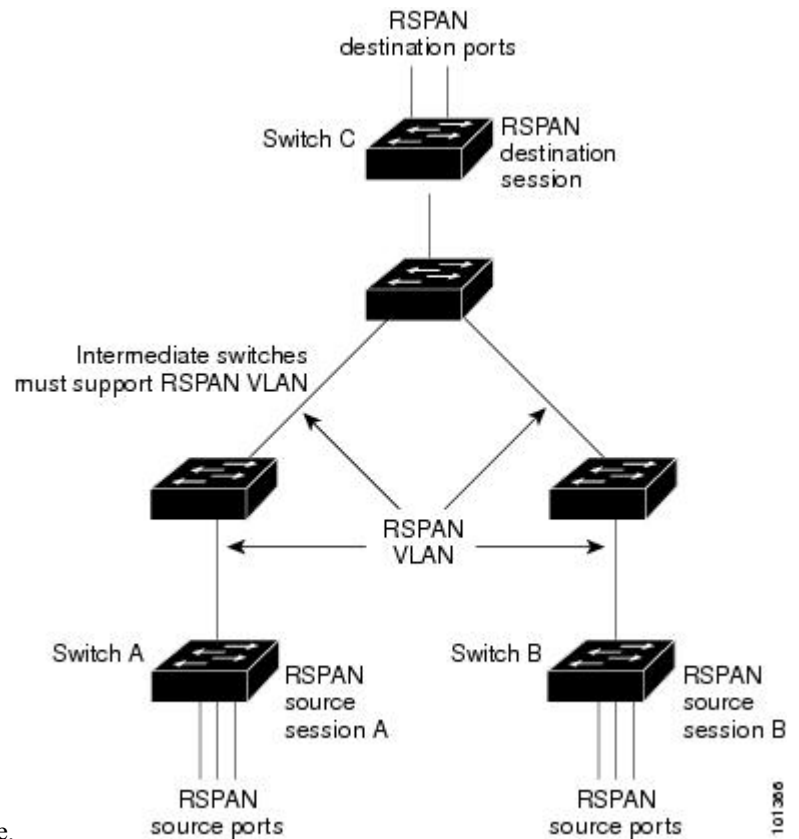 RSPAN
destination ports
Switch C
RSPAN
destination
session
Intermediate switches
must support RSPAN VLAN
RSPAN
VLAN
Switch A
RSPAN
source
session A
Switch B
RSPAN
source
session B
RSPAN
source ports
RSPAN
source ports
101366
e.